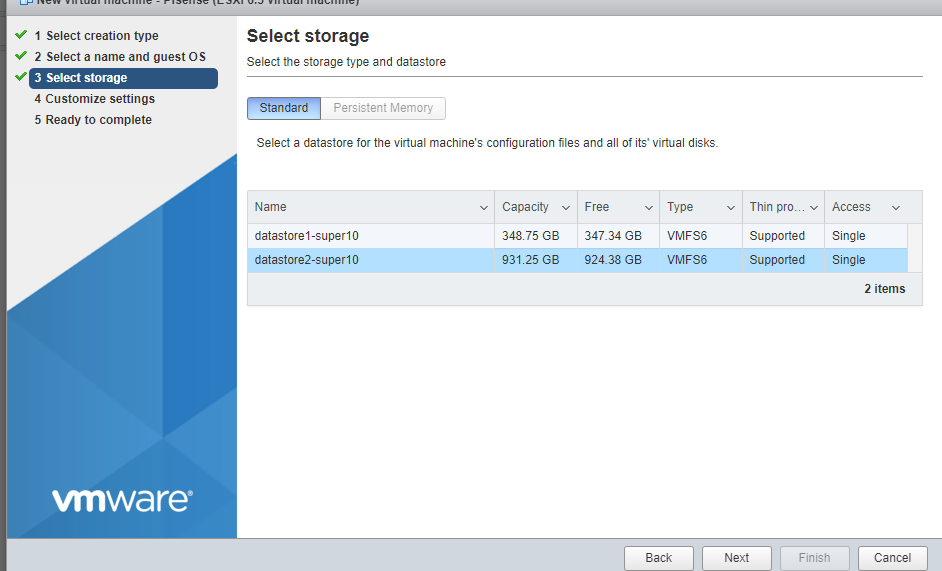 New virtual machine - Pfsense (ESXi 6.5 virtual machine)
1 Select creation type
2 Select a name and guest OS
3 Select storage
4 Customize settings
5 Ready to complete
Select storage
Select the storage type and datastore
Standard
Persistent Memory
Select a datastore for the virtual machine's configuration files and all of its' virtual disks.
Name Capacity Free Type Thin pro... Access
datastore1-super10 348.75 GB 347.34 GB VMFS6 Supported Single
datastore2-super10 931.25 GB 924.38 GB VMFS6 Supported Single
2 items
vmware®
Back Next Finish Cancel